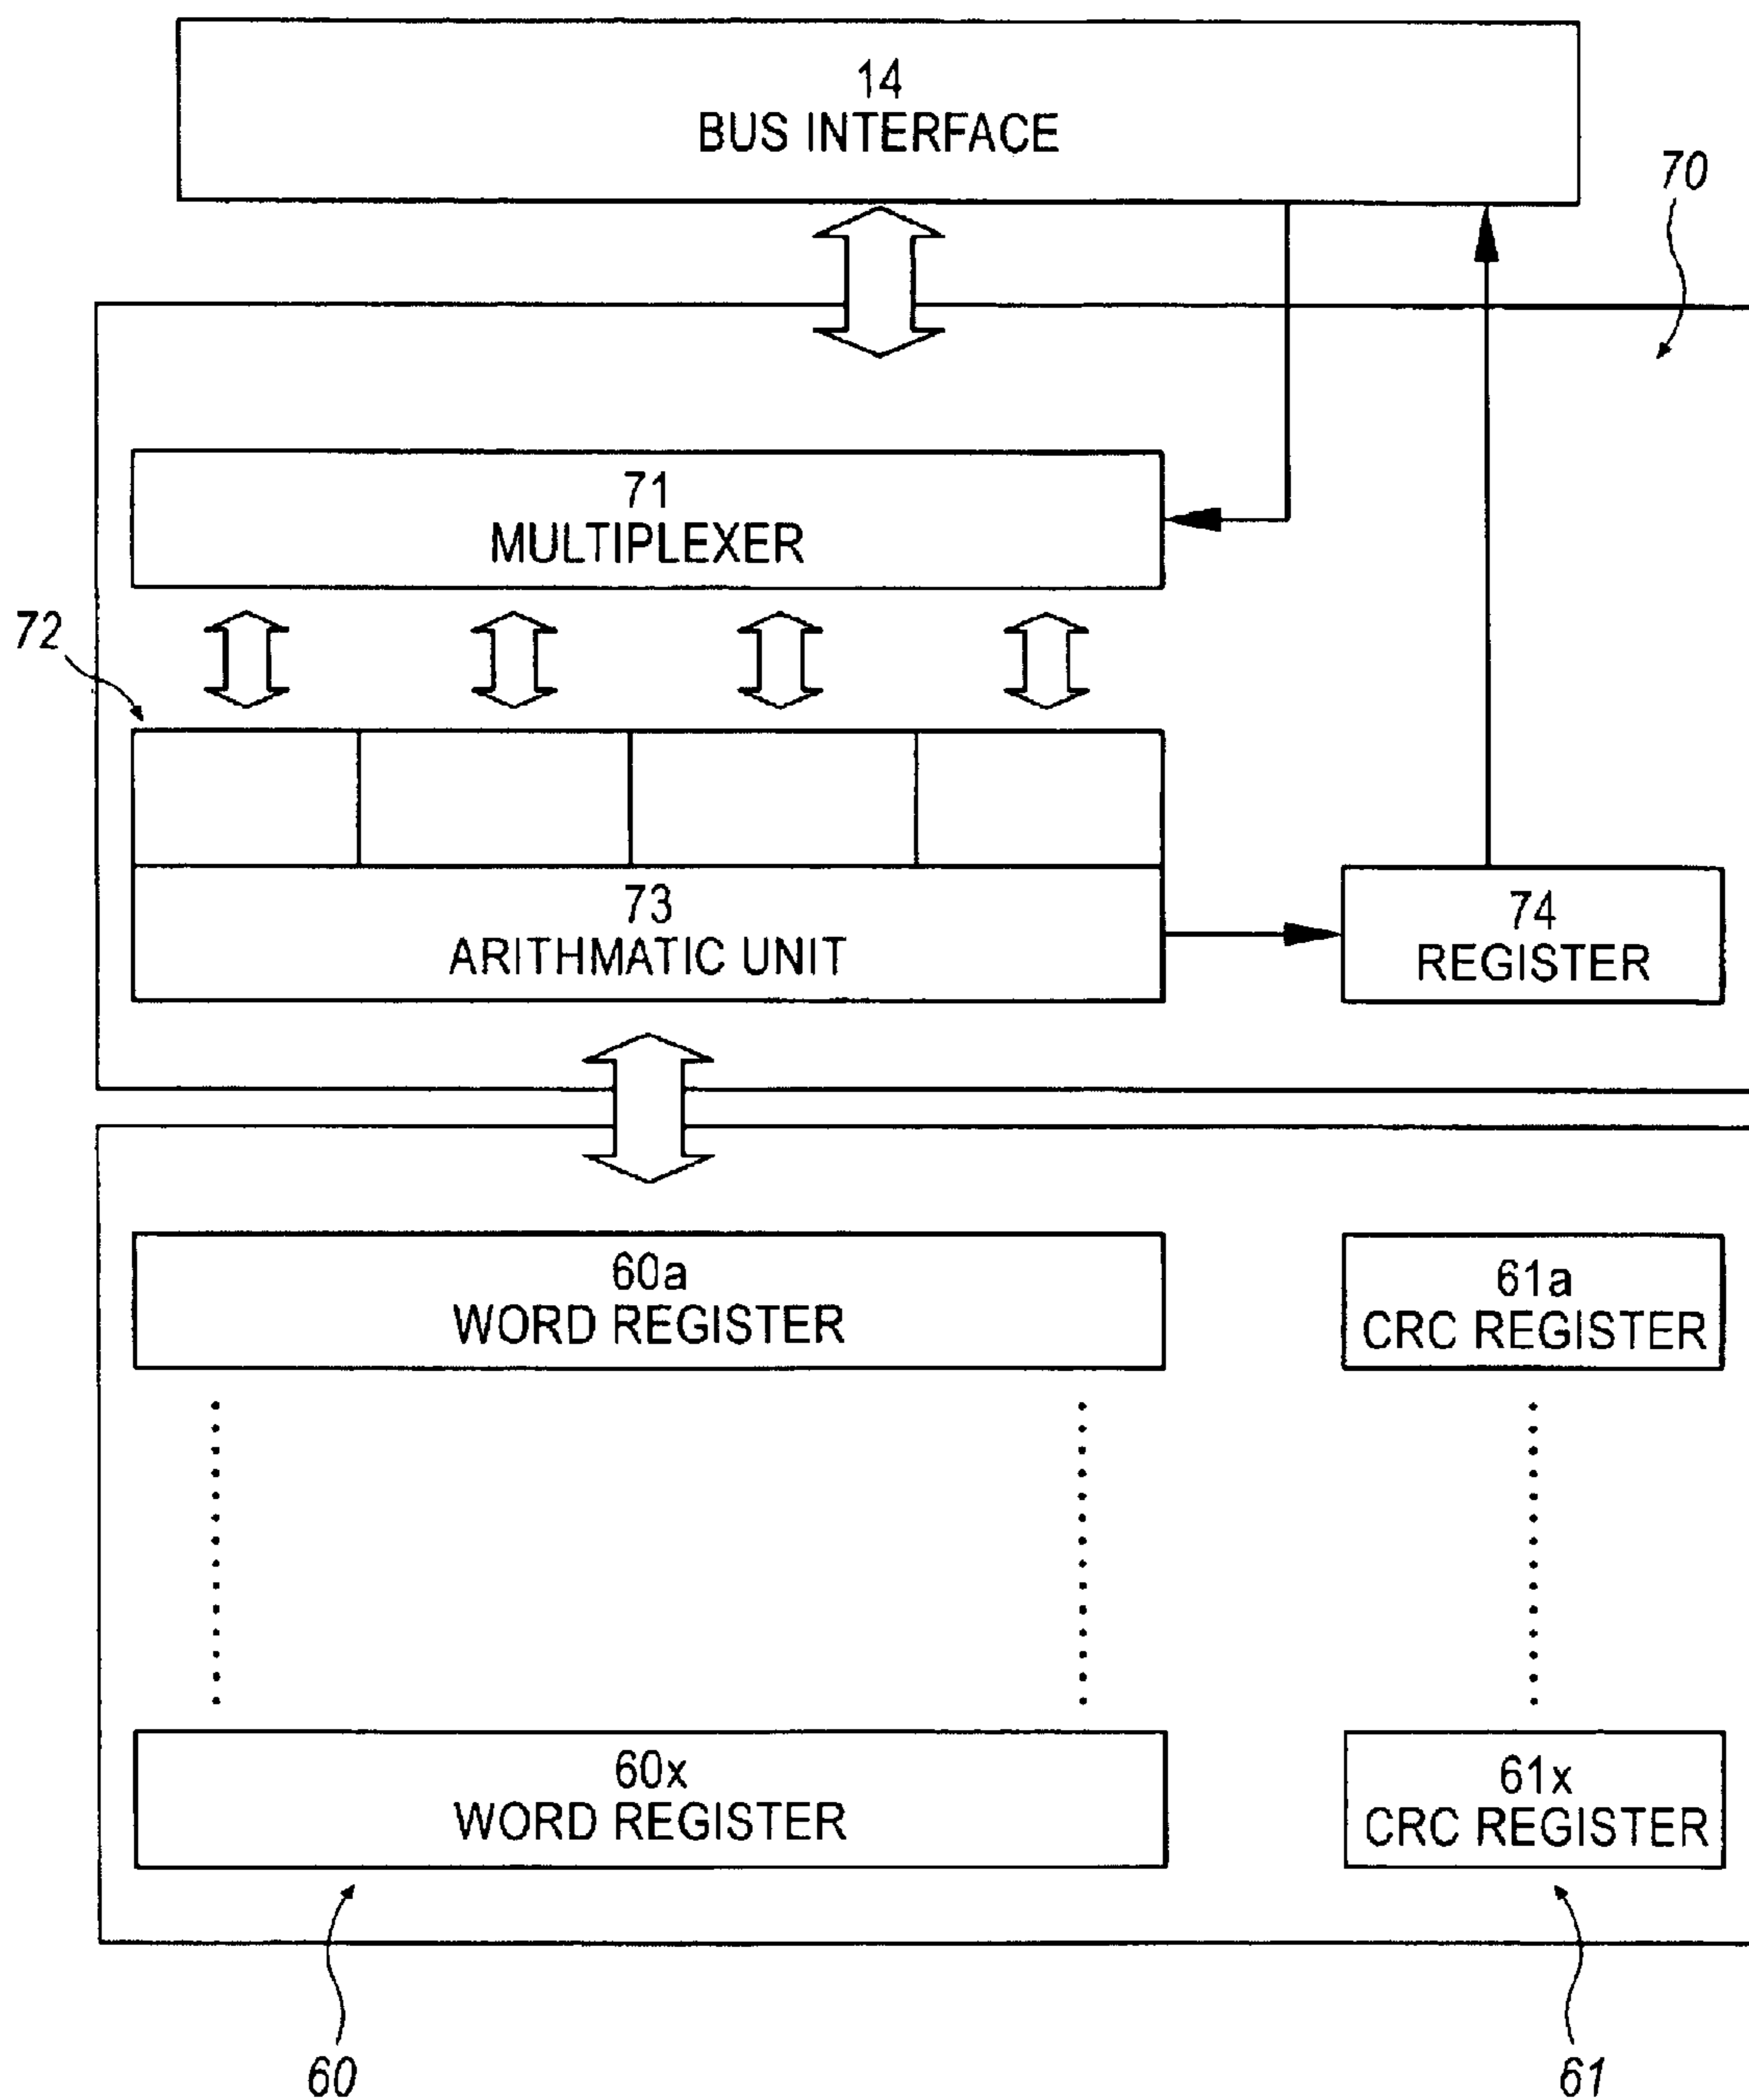 14
BUS INTERFACE
70
71
MULTIPLEXER
72
73
ARITHMATIC UNIT
74
REGISTER
60a
WORD REGISTER
61a
CRC REGISTER
60x
WORD REGISTER
61x
CRC REGISTER
60
61